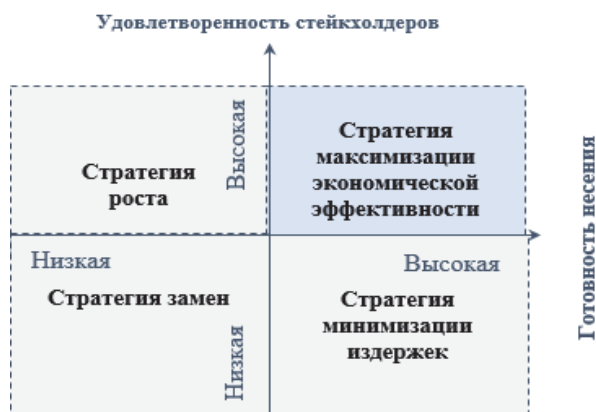 Удовлетворенность стейкхолдеров
Стратегия
роста
Высокая
Стратегия
максимизации
экономической
эффективности
Готовность несения
Низкая
Высокая
Стратегия замен
Низкая
Стратегия
минимизации
издержек